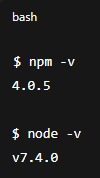 bash
$ npm -v
4.0.5
$ node -v
v7.4.0